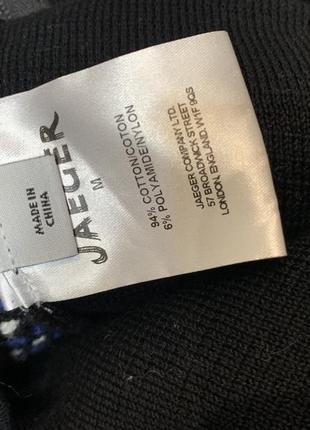 MADE IN
CHINA
JAEGER
M
94% COTTON/COTON
6% POLYAMIDE/NYLON
JAEGER COMPANY LTD.
57 BROADWICK STREET
LONDON. ENGLAND. W1F 9QS